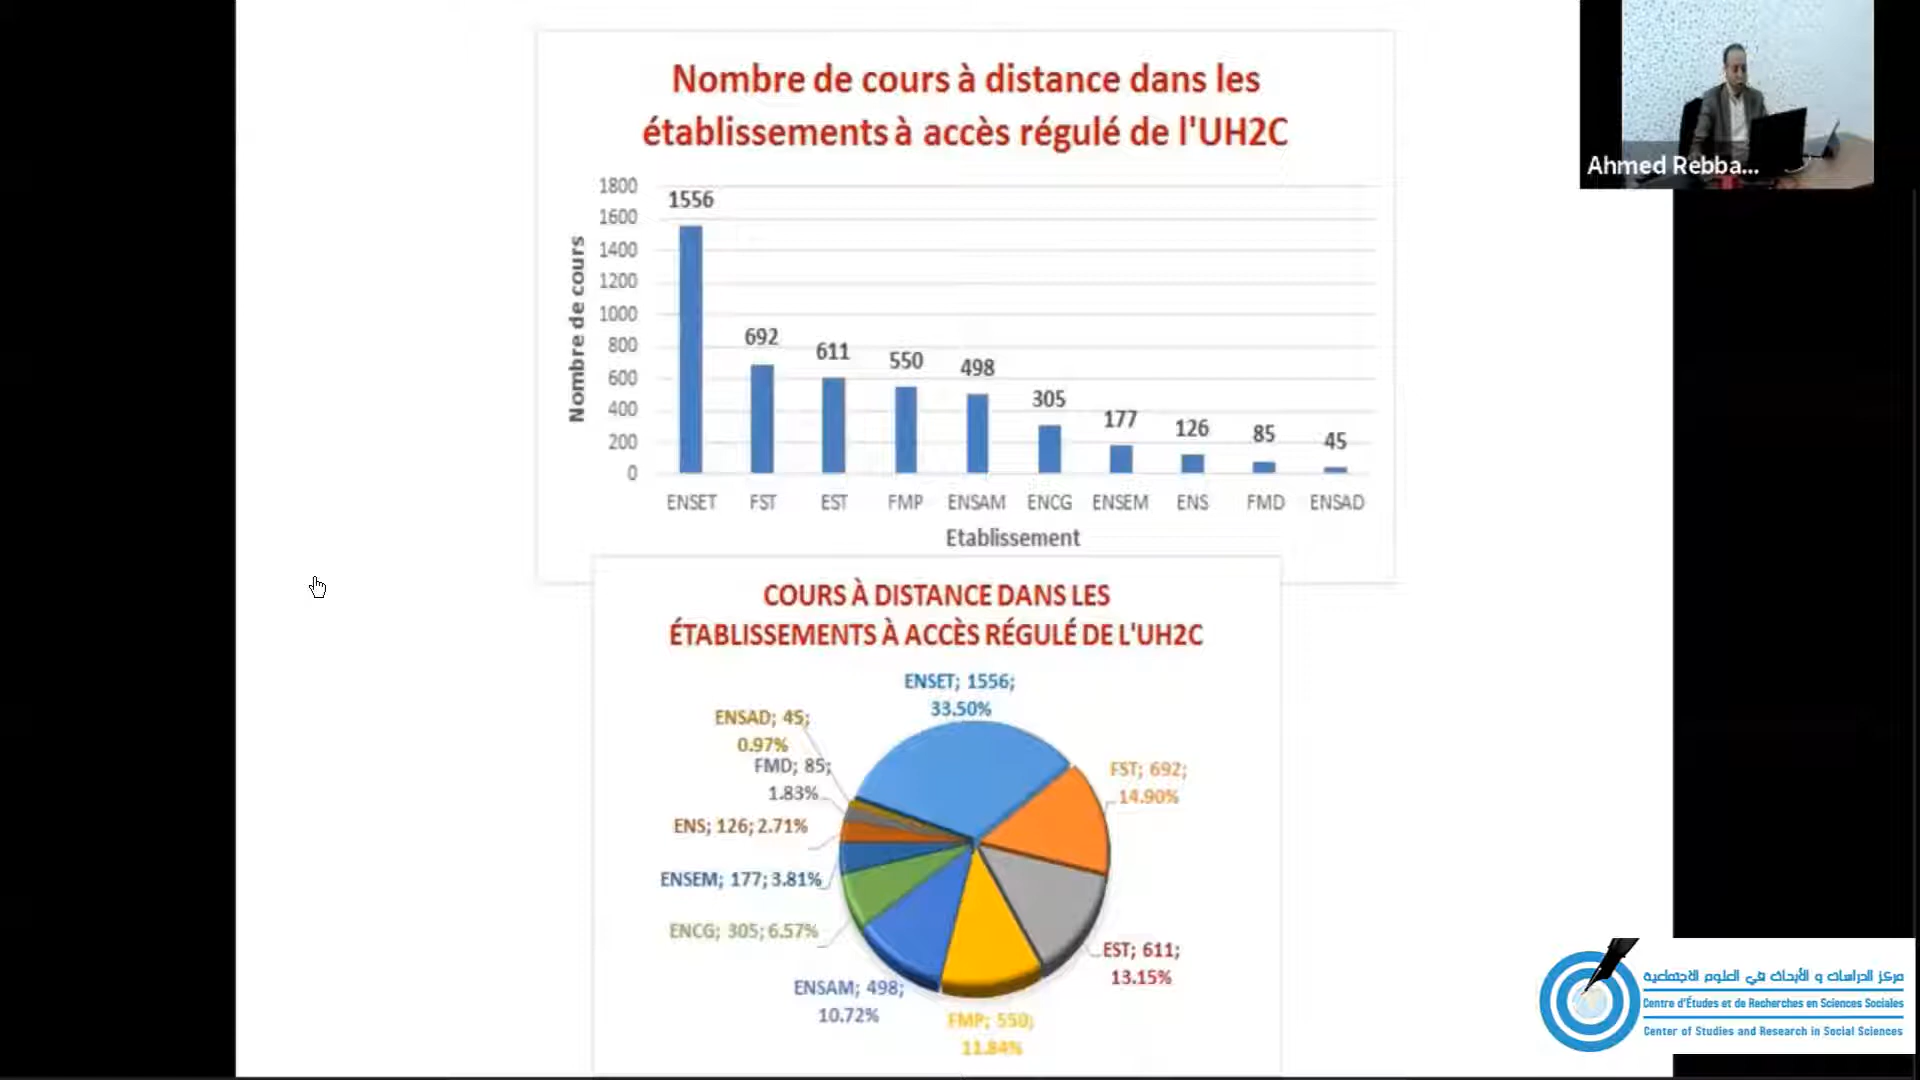 Nombre de cours à distance dans les
établissements à accès régulé de l'UH2C
Nombre de cours
1800
1600
1400
1200
1000
800
600
400
200
0
1556
692
611
550
498
305
177
126
85
45
ENSET FST EST FMP ENSAM ENCG ENSEM ENS FMD ENSAD
Etablissement
COURS À DISTANCE DANS LES
ÉTABLISSEMENTS À ACCÈS RÉGULÉ DE L'UH2C
ENSET; 1556;
33.50%
FST; 692;
14.90%
EST; 611;
13.15%
FMP; 550;
11.84%
ENSAM; 498;
10.72%
ENCG; 305; 6.57%
ENSEM; 177; 3.81%
ENS; 126; 2.71%
FMD; 85;
1.83%
ENSAD; 45;
0.97%
Ahmed Rebba...
مركز الدراسات و الأبحاث في العلوم الاجتماعية
Centre d'Études et de Recherches en Sciences Sociales
Center of Studies and Research in Social Sciences